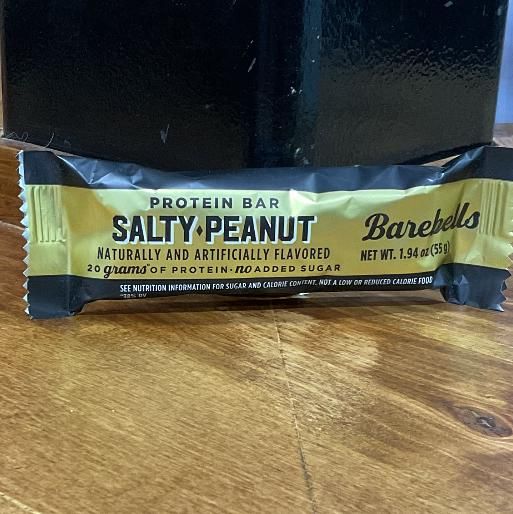 PROTEIN BAR
SALTY PEANUT
NATURALLY AND ARTIFICIALLY FLAVORED
20 grams* OF PROTEIN · no ADDED SUGAR
SEE NUTRITION INFORMATION FOR SUGAR AND CALORIE CONTENT. NOT A LOW OR REDUCED CALORIE FOOD
Barebells
NET WT. 1.94 oz (55g)